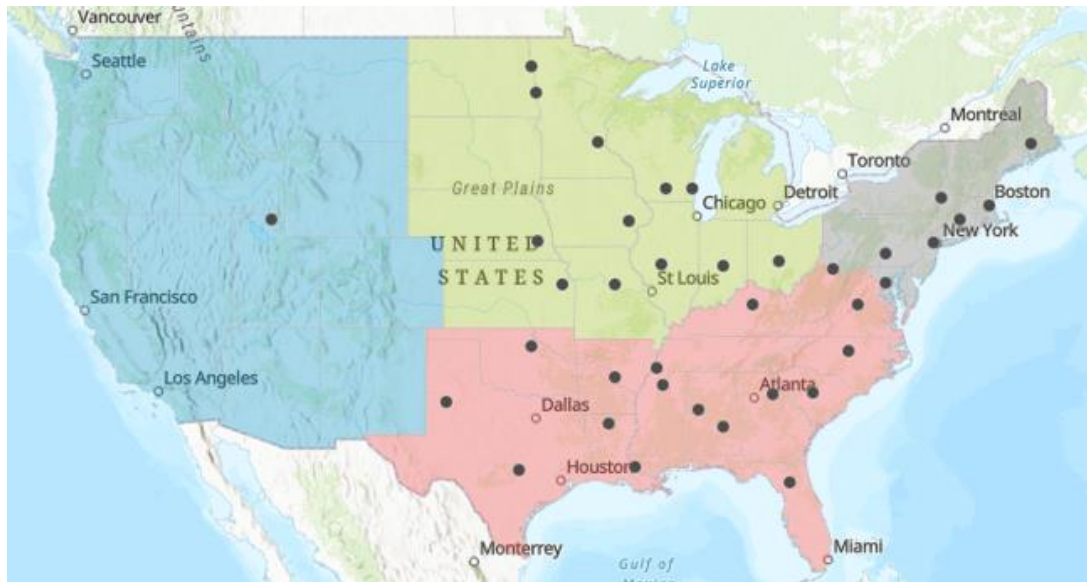 Vancouver
Mountains
Seattle
Lake
Superior
Montreal
Toronto
Great Plains
Chicago
Detroit
Boston
UNITED
New York
STATES
St Louis
San Francisco
Los Angeles
Atlanta
Dallas
Houston
Monterrey
Miami
Gulf of